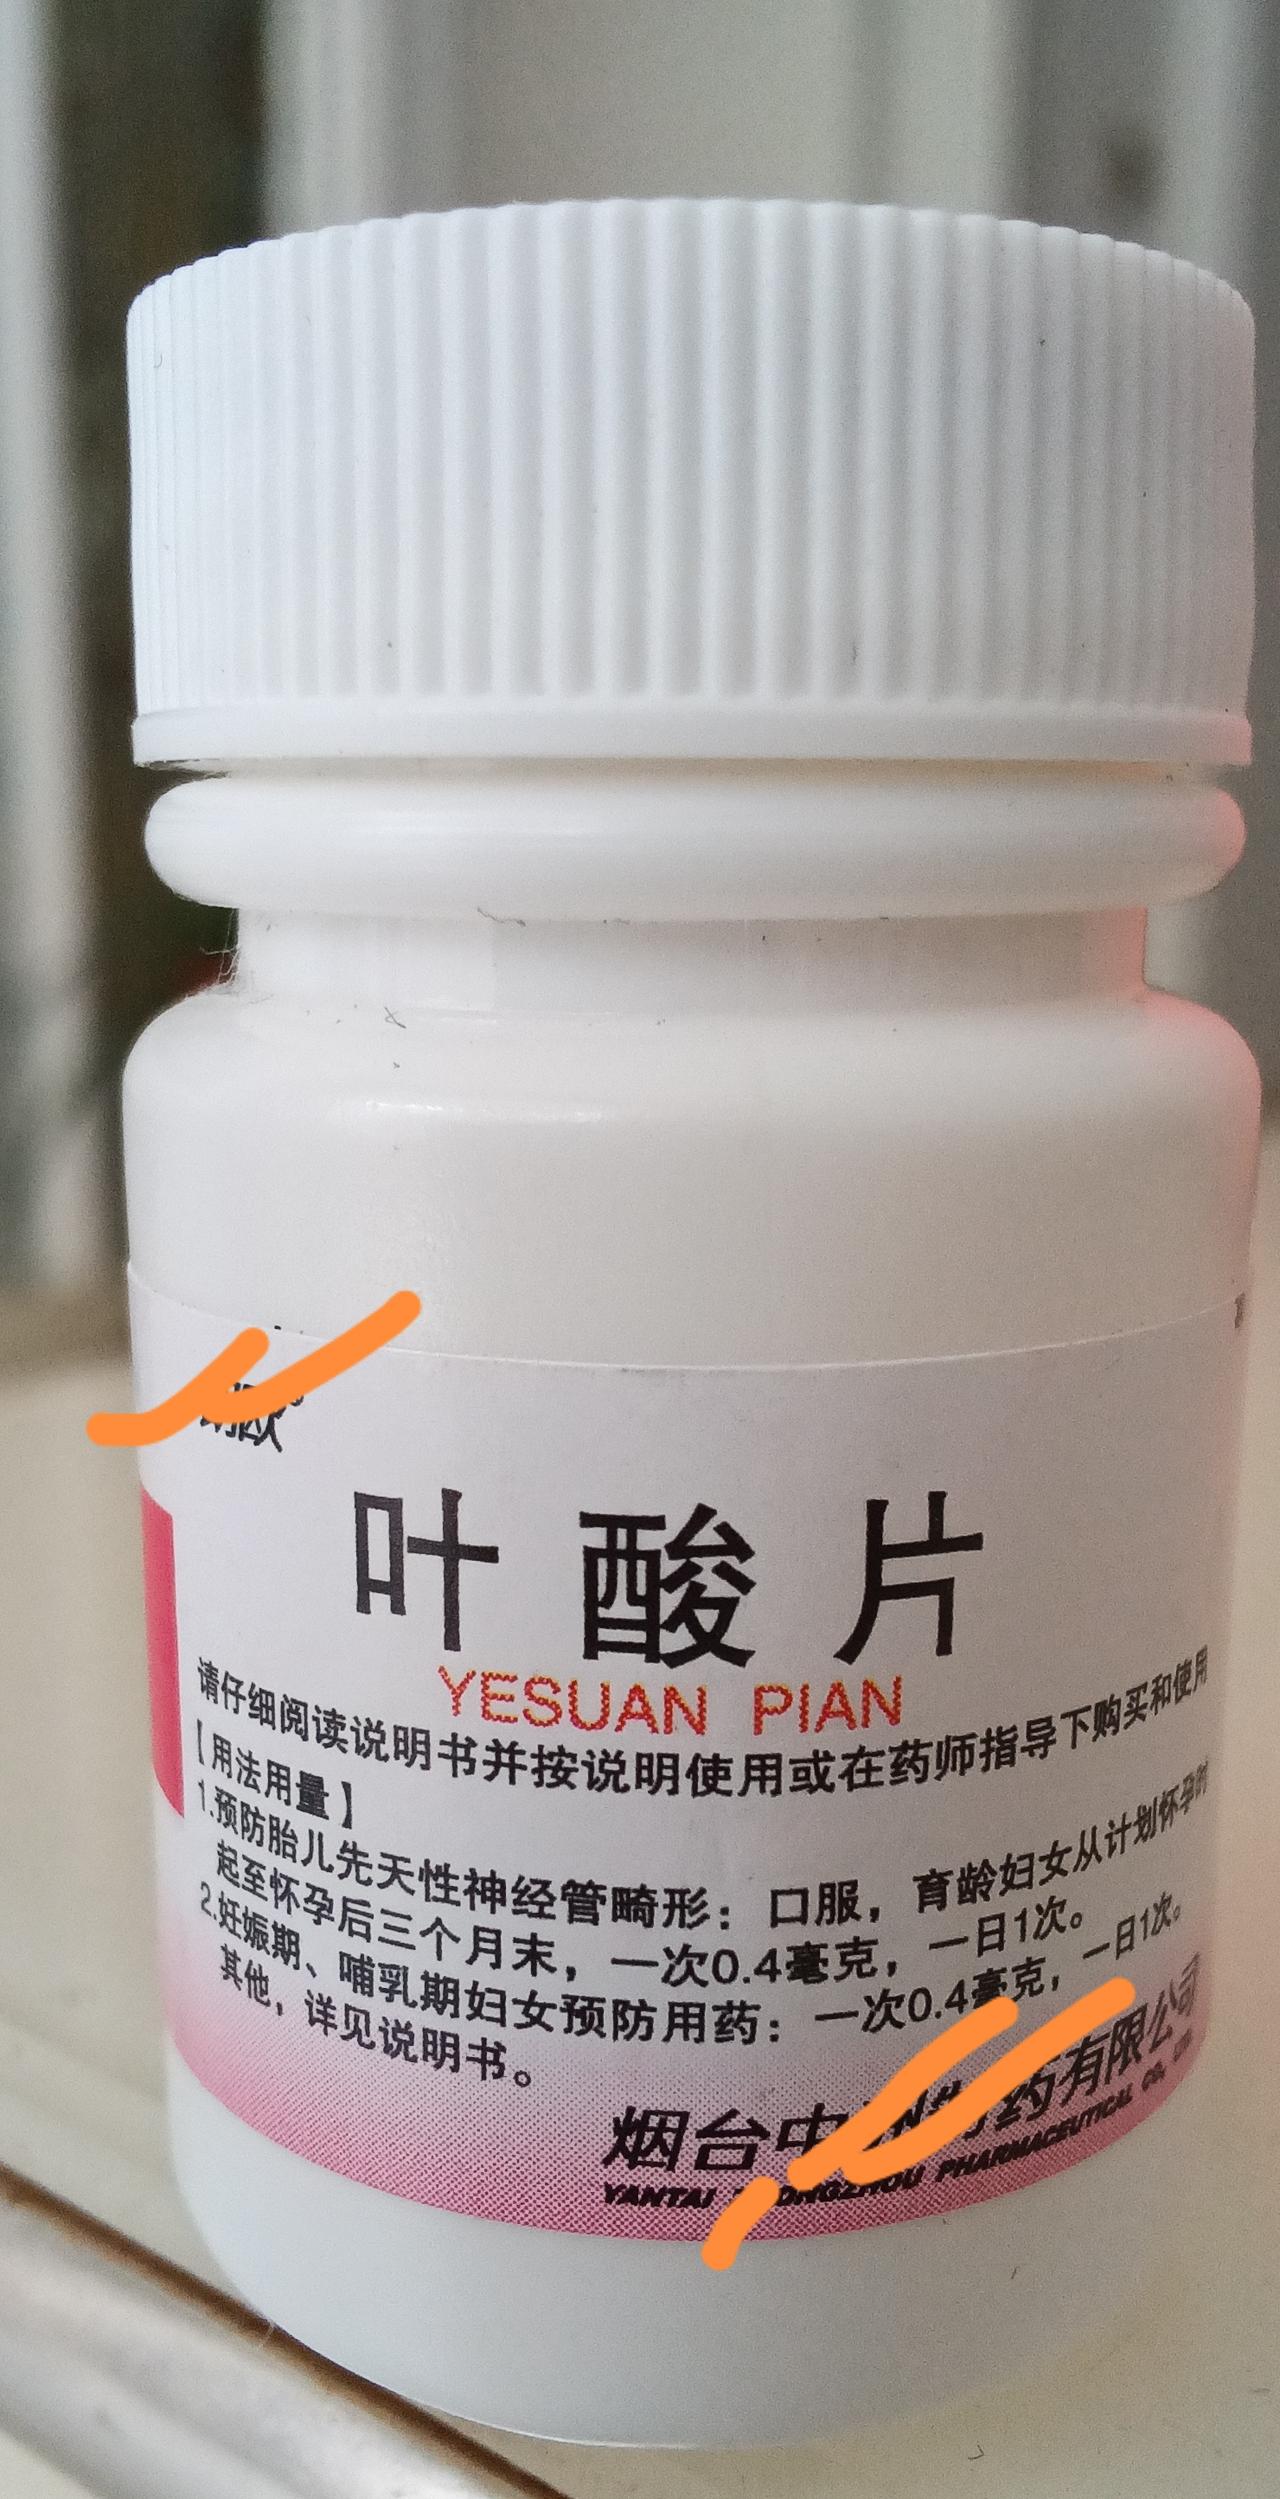 叶酸片
YESUAN PIAN
请仔细阅读说明书并按说明使用或在药师指导下购买和使用
【用法用量】
1.预防胎儿先天性神经管畸形：口服，育龄妇女从计划怀孕时
起至怀孕后三个月末，一次0.4毫克，一日1次。
2.妊娠期、哺乳期妇女预防用药：一次0.4毫克，一日1次。
其他，详见说明书。
烟台中 药有限公司
YANTAI PHARMACEUTICAL CO.